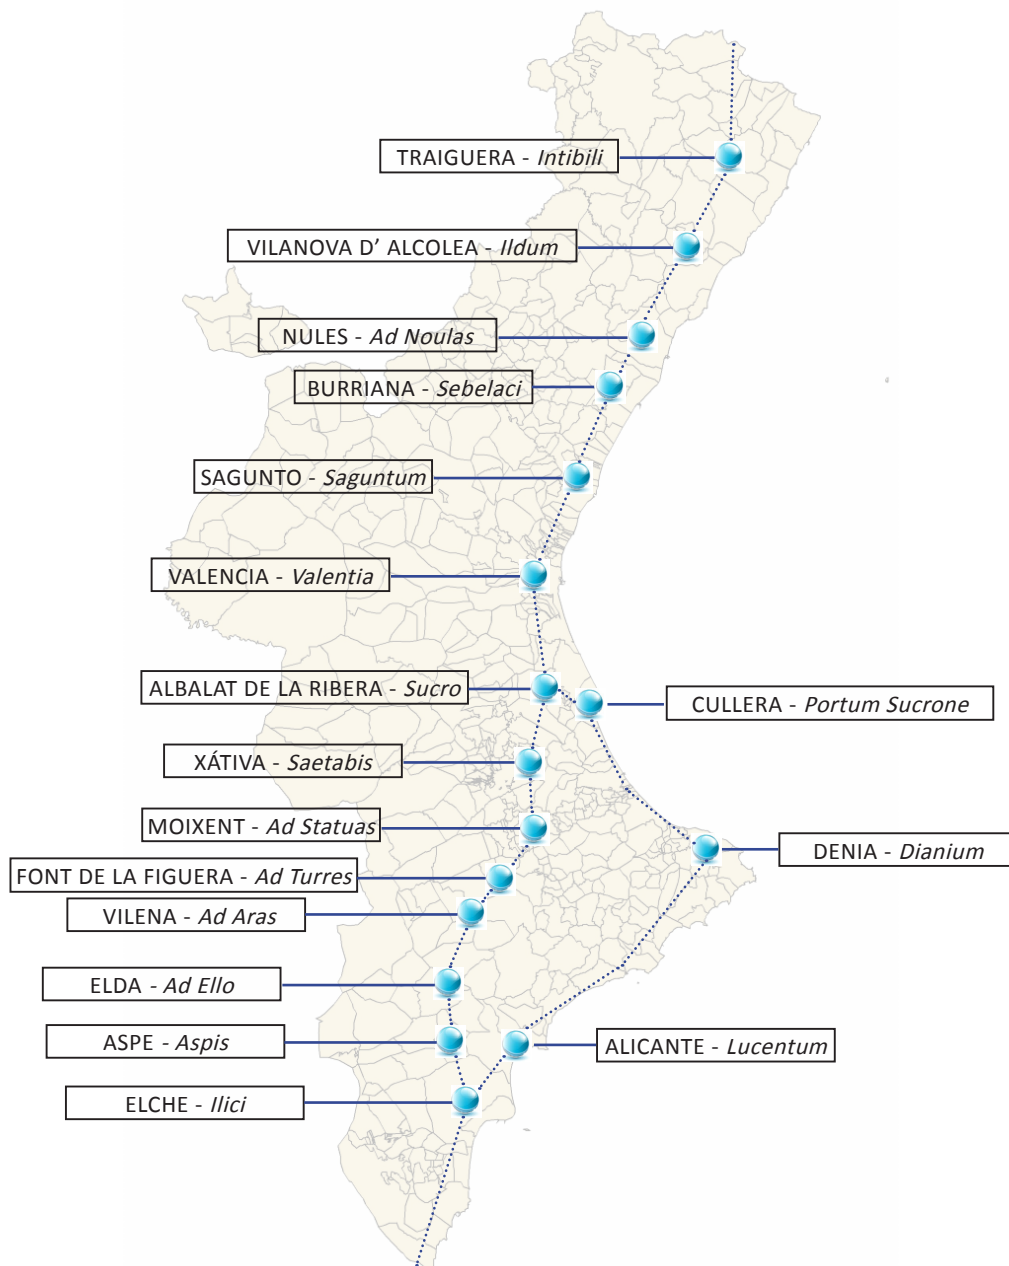 TRAIGUERA - Intibili
VILANOVA D’ ALCOLEA - Ildum
NULES - Ad Noulas
BURRIANA - Sebelaci
SAGUNTO - Saguntum
VALENCIA - Valentia
ALBALAT DE LA RIBERA - Sucro
CULLERA - Portum Sucrone
XÁTIVA - Saetabis
MOIXENT - Ad Statuas
DENIA - Dianium
FONT DE LA FIGUERA - Ad Turres
VILENA - Ad Aras
ELDA - Ad Ello
ASPE - Aspis
ALICANTE - Lucentum
ELCHE - Ilici